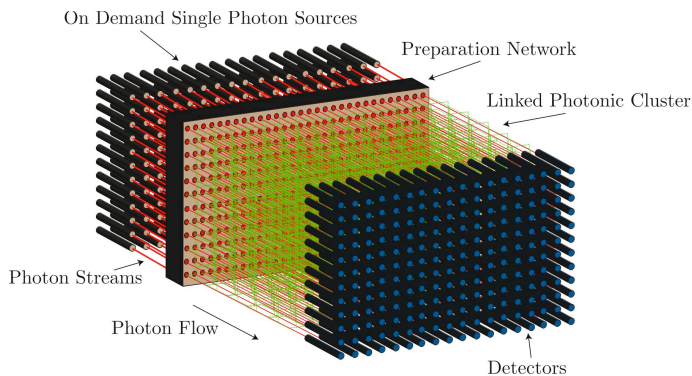 On Demand Single Photon Sources
Preparation Network
Linked Photonic Cluster
Photon Streams
Photon Flow
Detectors